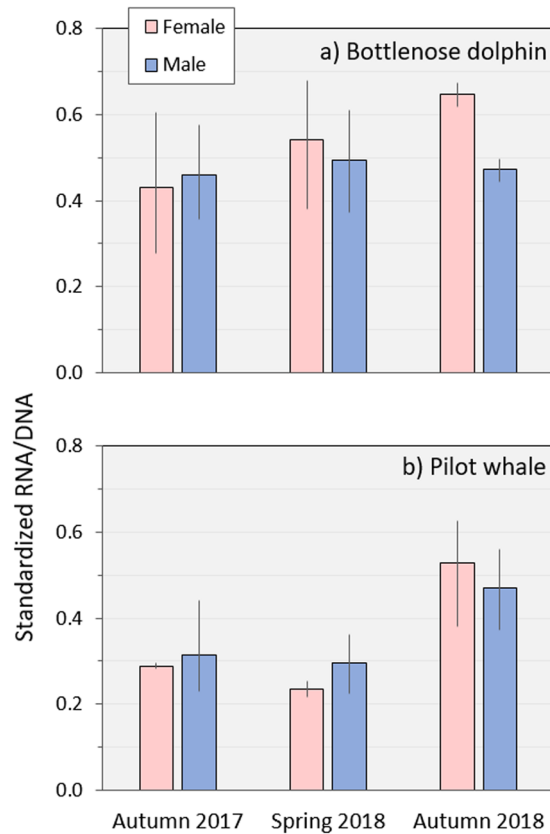 Female
Male
a) Bottlenose dolphin
0.8
0.6
0.4
0.2
0.0
Standardized RNA/DNA
b) Pilot whale
0.8
0.6
0.4
0.2
0.0
Autumn 2017 Spring 2018 Autumn 2018